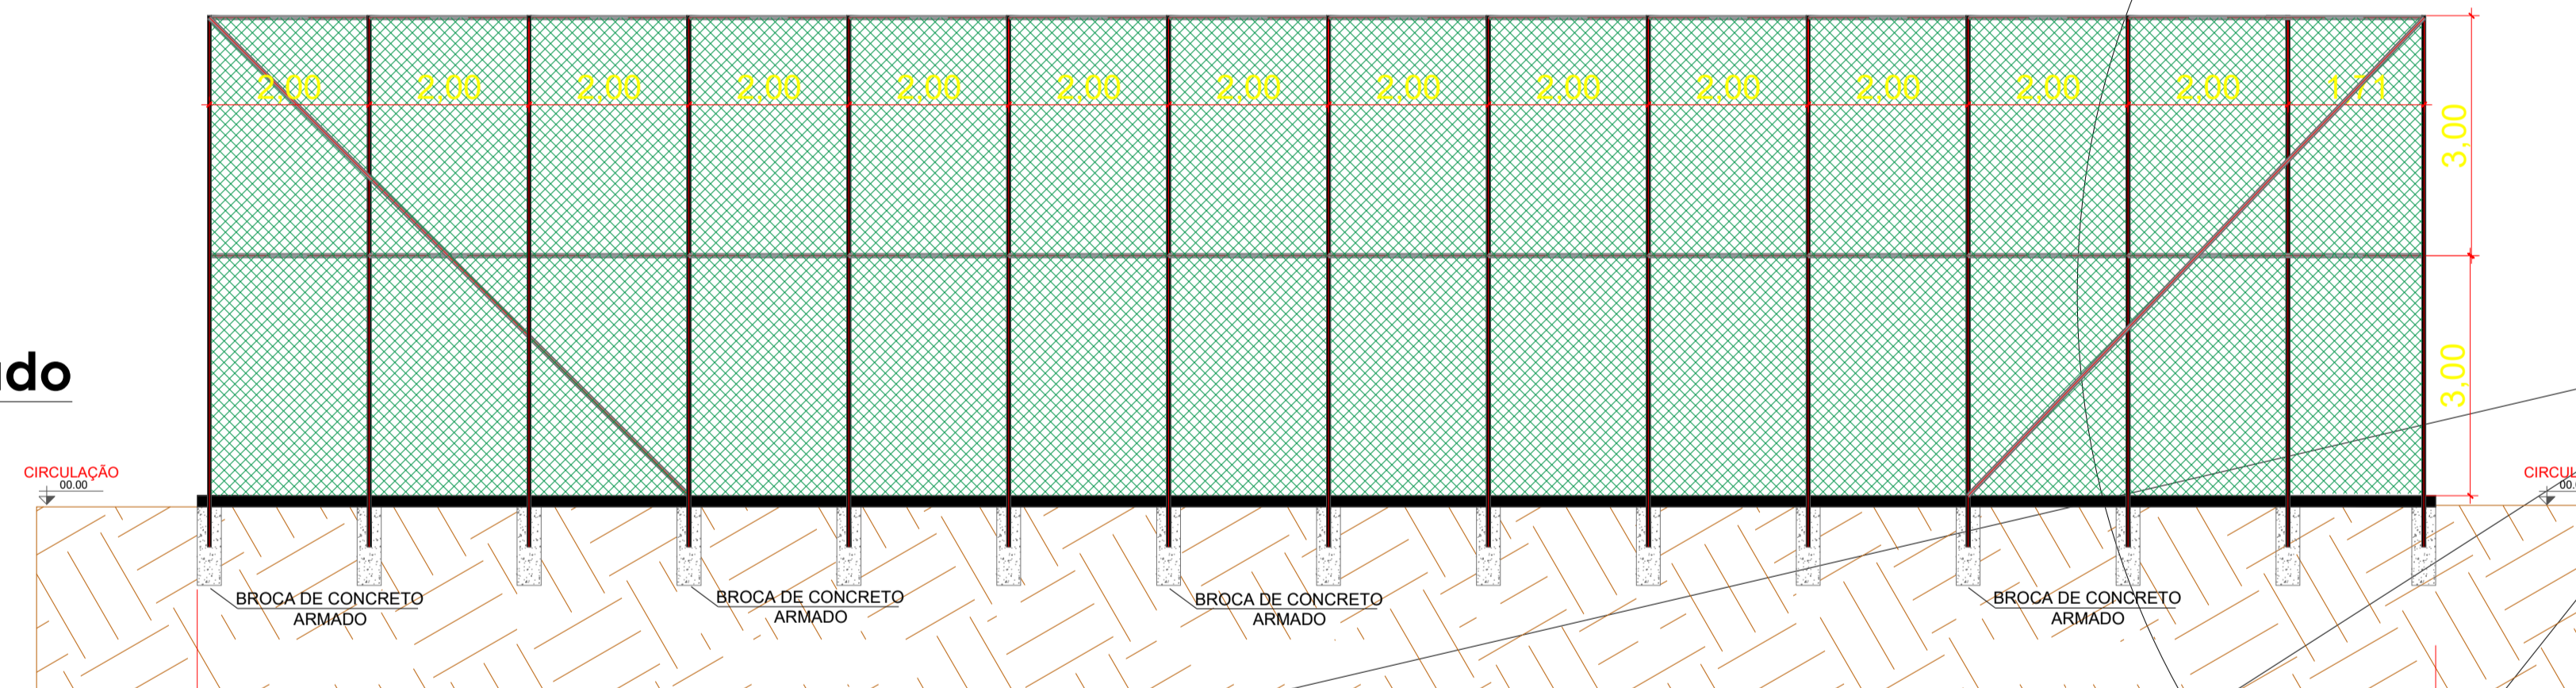 2,00 2,00 2,00 2,00 2,00 2,00 2,00 2,00 2,00 2,00 2,00 2,00 2,00 1,71
3,00
3,00
CIRCULAÇÃO
00.00
BROCA DE CONCRETO
ARMADO
BROCA DE CONCRETO
ARMADO
BROCA DE CONCRETO
ARMADO
BROCA DE CONCRETO
ARMADO